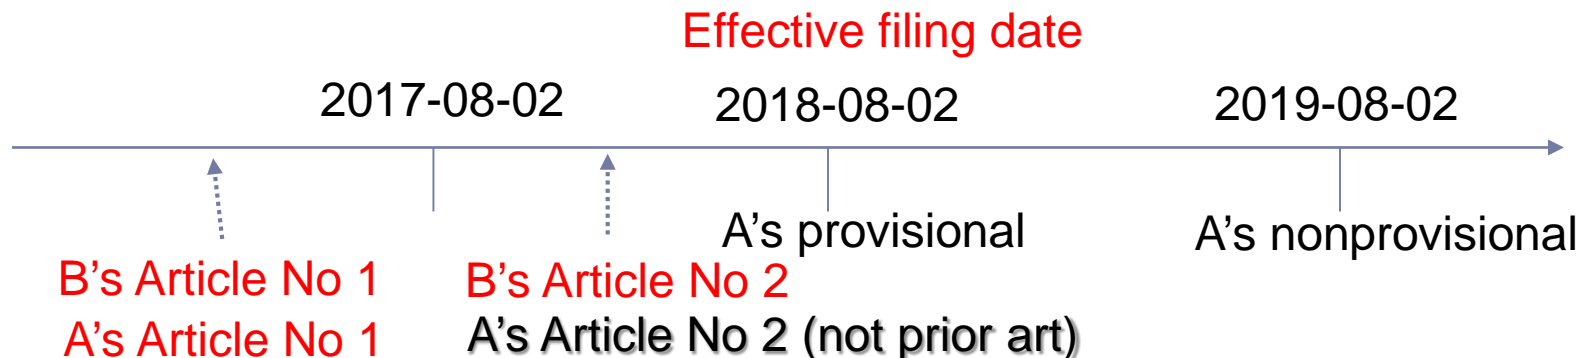 Effective filing date
2017-08-02
2018-08-02
2019-08-02
A's provisional
A's nonprovisional
B's Article No 1
A's Article No 1
B's Article No 2
A's Article No 2 (not prior art)